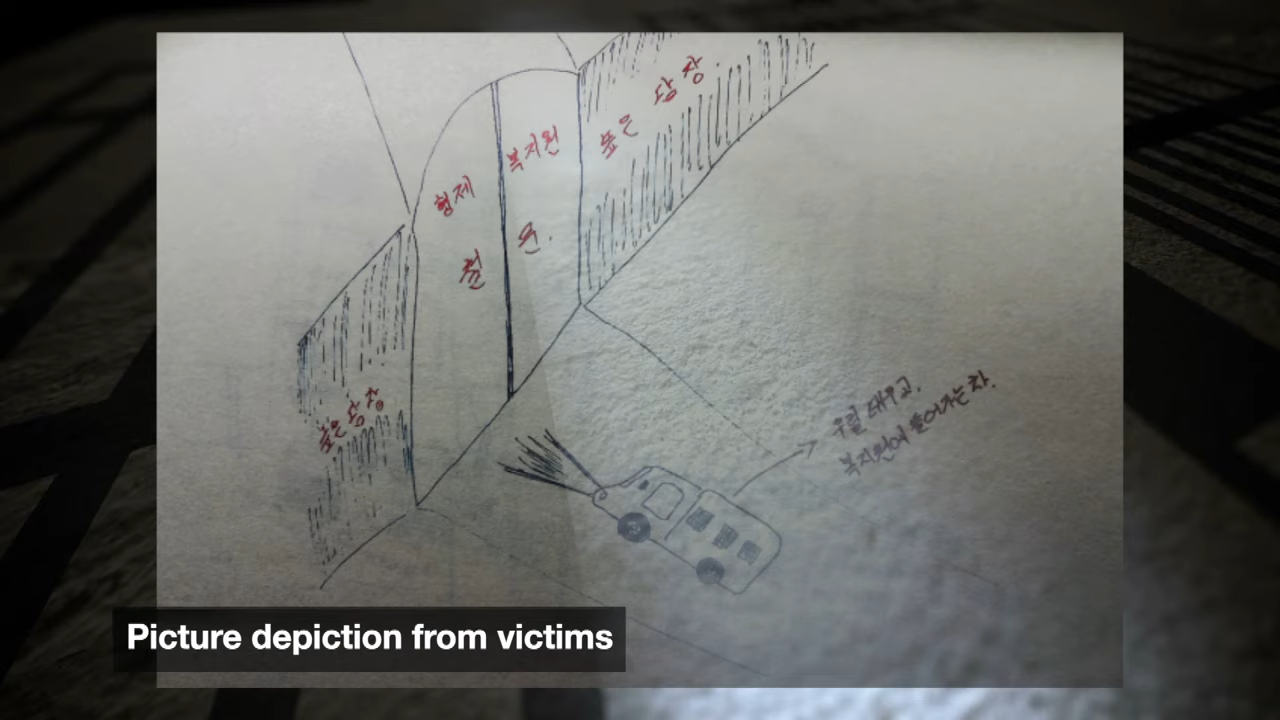 높은 담장.
복지원
형제
철 문.
높은 담장
우릴 태우고.
복지원에 들어가는 차.
Picture depiction from victims